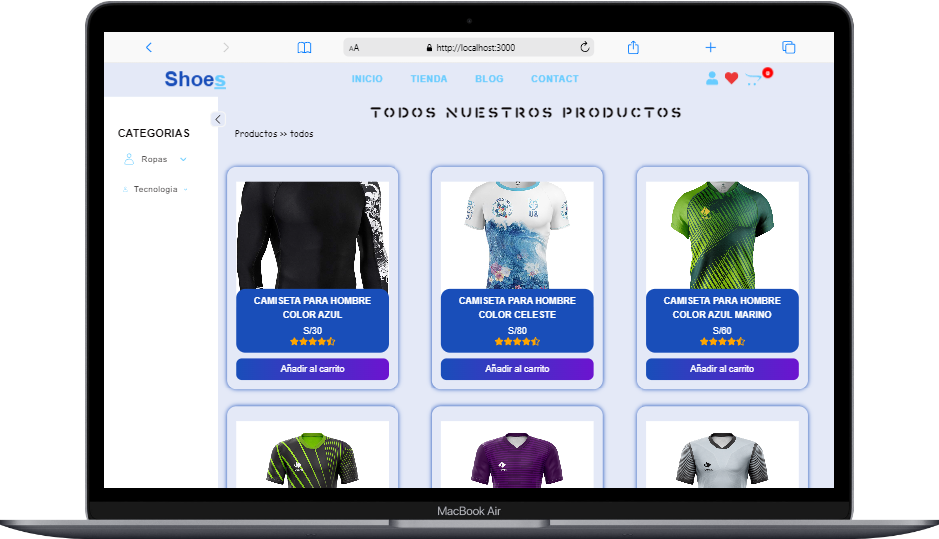 AA http://localhost:3000
Shoes INICIO TIENDA BLOG CONTACT 0
TODOS NUESTROS PRODUCTOS
CATEGORIAS
Productos >> todos
Ropas
Tecnologia
CAMISETA PARA HOMBRE
COLOR AZUL
S/30
Añadir al carrito
CAMISETA PARA HOMBRE
COLOR CELESTE
S/80
Añadir al carrito
CAMISETA PARA HOMBRE
COLOR AZUL MARINO
S/60
Añadir al carrito
MacBook Air